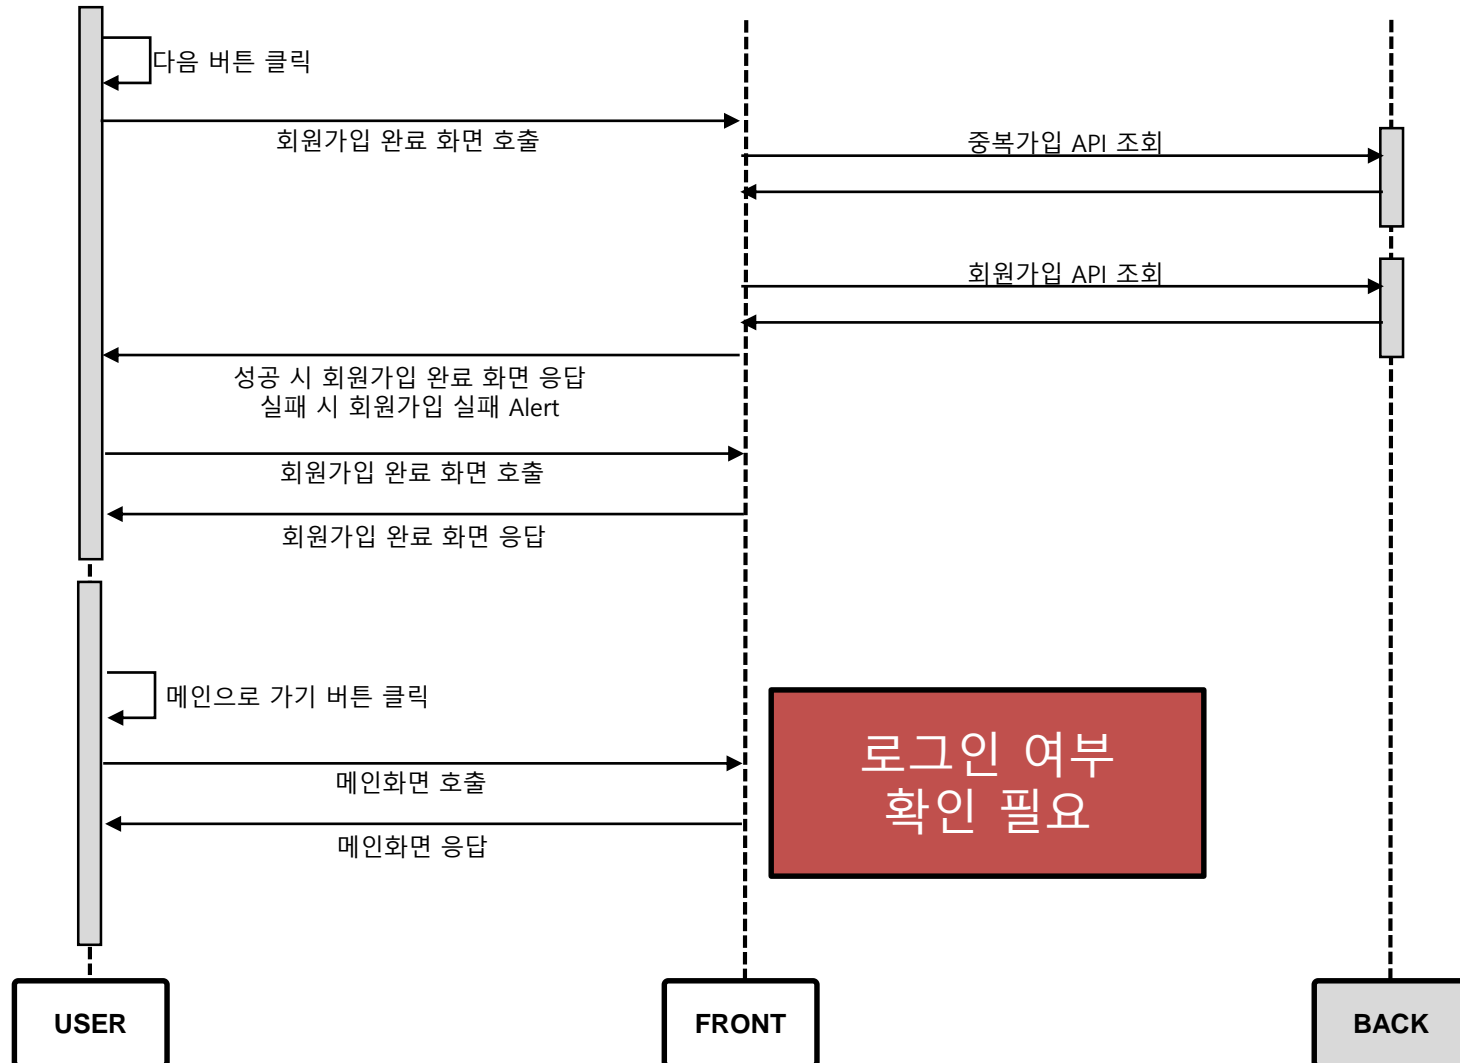 다음 버튼 클릭
회원가입 완료 화면 호출
중복가입 API 조회
회원가입 API 조회
성공 시 회원가입 완료 화면 응답
실패 시 회원가입 실패 Alert
회원가입 완료 화면 호출
회원가입 완료 화면 응답
메인으로 가기 버튼 클릭
로그인 여부
확인 필요
메인화면 호출
메인화면 응답
USER
FRONT
BACK